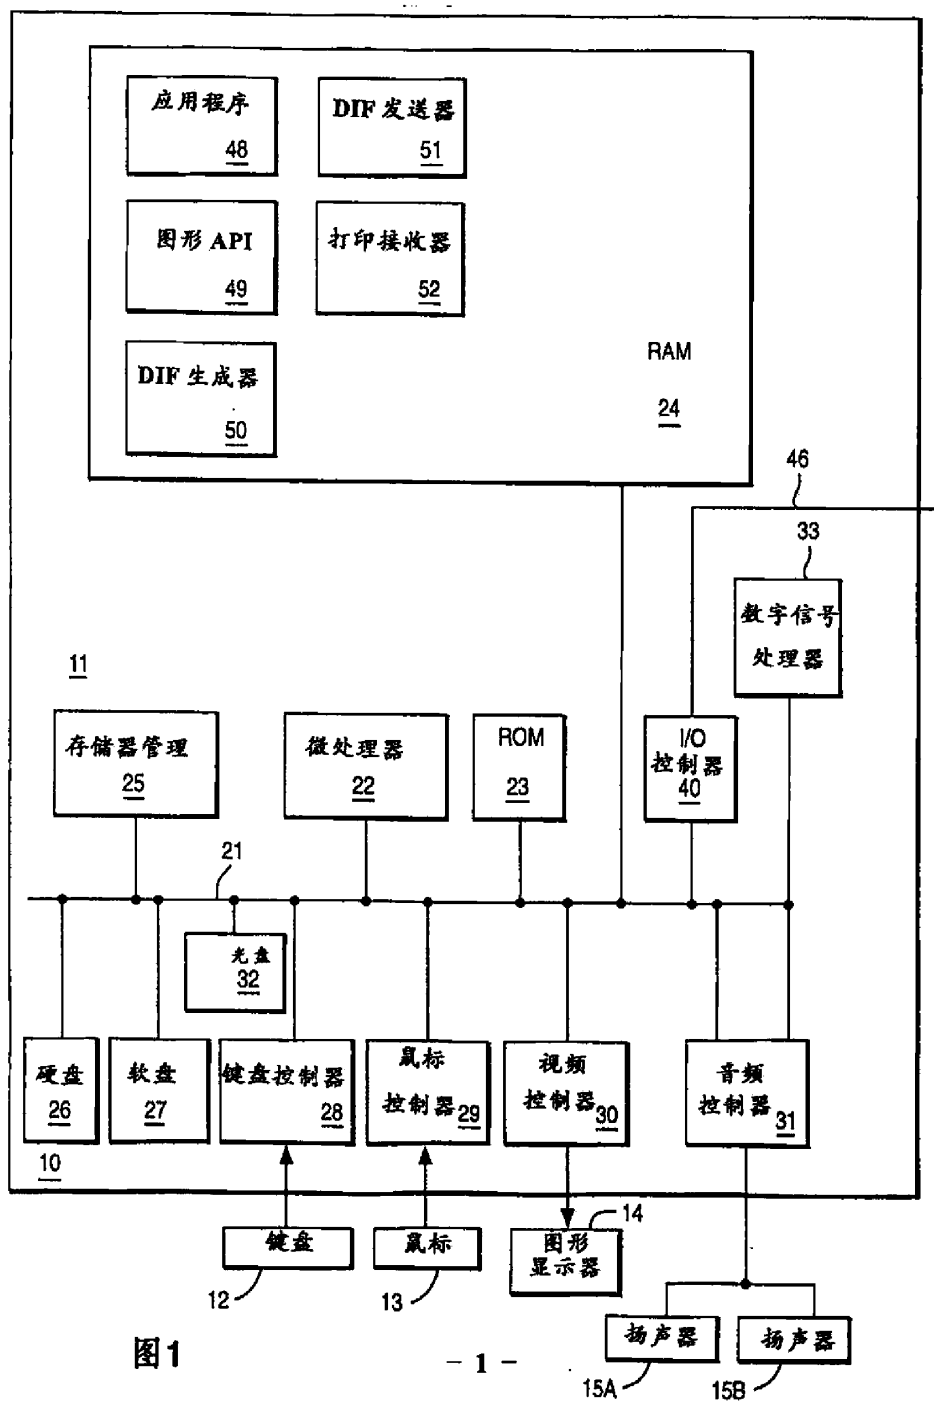 应用程序
48
DIF 发送器
51
图形 API
49
打印接收器
52
DIF 生成器
50
RAM
24
46
33
数字信号
处理器
11
存储器管理
25
微处理器
22
ROM
23
I/O
控制器
40
21
光盘
32
硬盘
26
软盘
27
键盘控制器
28
鼠标
控制器 29
视频
控制器 30
音频
控制器 31
10
键盘
12
鼠标
13
14
图形
显示器
扬声器
15A
扬声器
15B
图1
- 1 -